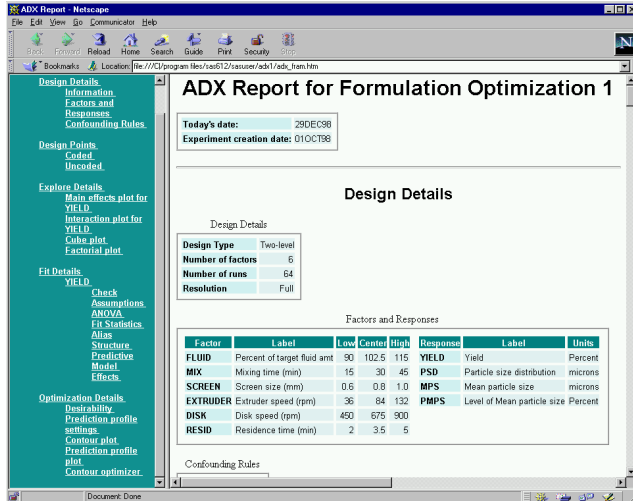 ADX Report - Netscape
File Edit View Go Communicator Help
Back Forward Reload Home Search Guide Print Security Stop
N
Bookmarks Location: file:///C|/program files/sas612/sasuser/adx1/adx_fram.htm
Design Details
Information
Factors and
Responses
Confounding Rules
Design Points
Coded
Uncoded
Explore Details
Main effects plot for
YIELD
Interaction plot for
YIELD
Cube plot
Factorial plot
Fit Details
YIELD
Check
Assumptions
ANOVA
Fit Statistics
Alias
Structure
Predictive
Model
Effects
Optimization Details
Desirability
Prediction profile
settings
Contour plot
Prediction profile
plot
Contour optimizer
ADX Report for Formulation Optimization 1
Today's date: 29DEC98
Experiment creation date: 01OCT98
Design Details
Design Details
Design Type Two-level
Number of factors 6
Number of runs 64
Resolution Full
Factors and Responses
Factor Label Low Center High Response Label Units
FLUID Percent of target fluid amt 90 102.5 115 YIELD Yield Percent
MIX Mixing time (min) 15 30 45 PSD Particle size distribution microns
SCREEN Screen size (mm) 0.6 0.8 1.0 MPS Mean particle size microns
EXTRUDER Extruder speed (rpm) 36 84 132 PMPS Level of Mean particle size Percent
DISK Disk speed (rpm) 450 675 900
RESID Residence time (min) 2 3.5 5
Confounding Rules
Document: Done